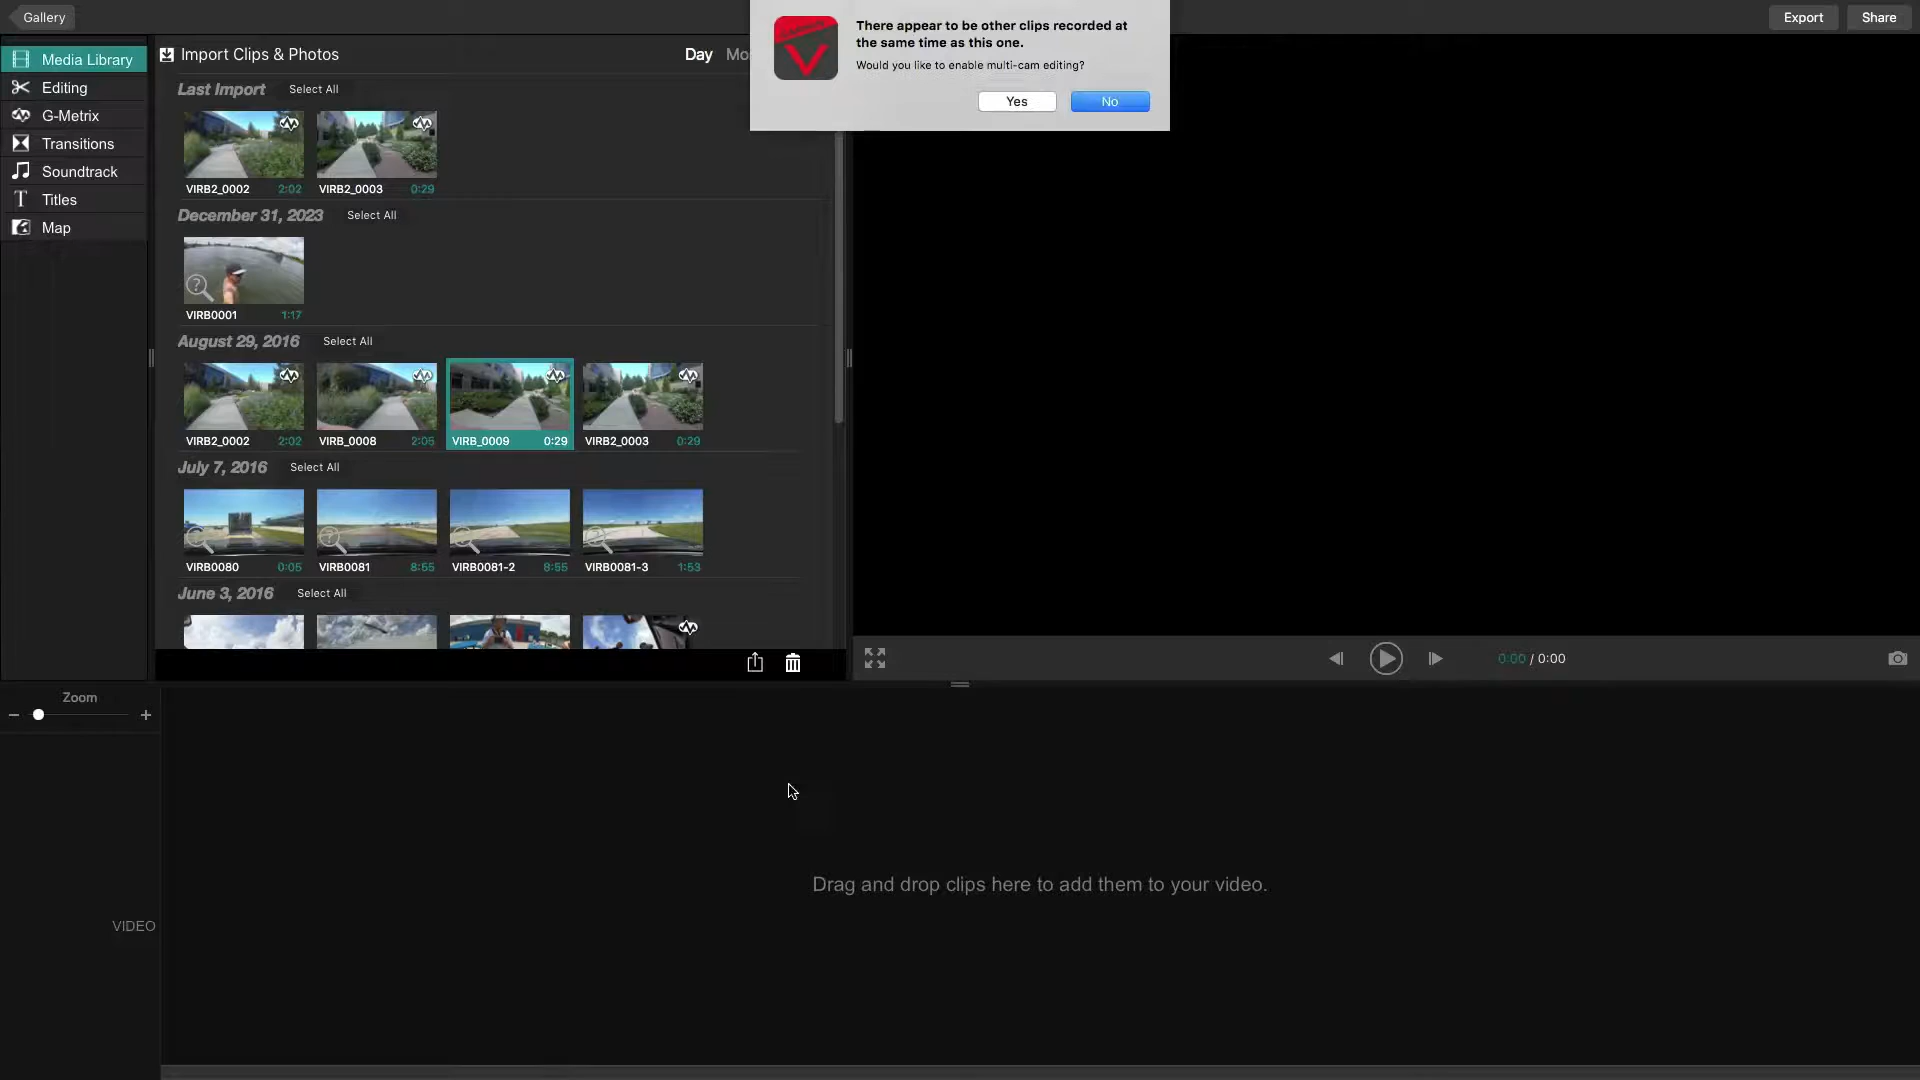 Gallery
Export
Share
There appear to be other clips recorded at
the same time as this one.
Would you like to enable multi-cam editing?
Yes
No
Media Library
Editing
G-Metrix
Transitions
Soundtrack
Titles
Map
Import Clips & Photos
Day
Mo
Last Import Select All
VIRB2_0002 2:02 VIRB2_0003 0:29
December 31, 2023 Select All
VIRB0001 1:17
August 29, 2016 Select All
VIRB2_0002 2:02 VIRB_0008 2:05 VIRB_0009 0:29 VIRB2_0003 0:29
July 7, 2016 Select All
VIRB0080 0:05 VIRB0081 8:55 VIRB0081-2 8:55 VIRB0081-3 1:53
June 3, 2016 Select All
0:00 / 0:00
Zoom
VIDEO
Drag and drop clips here to add them to your video.